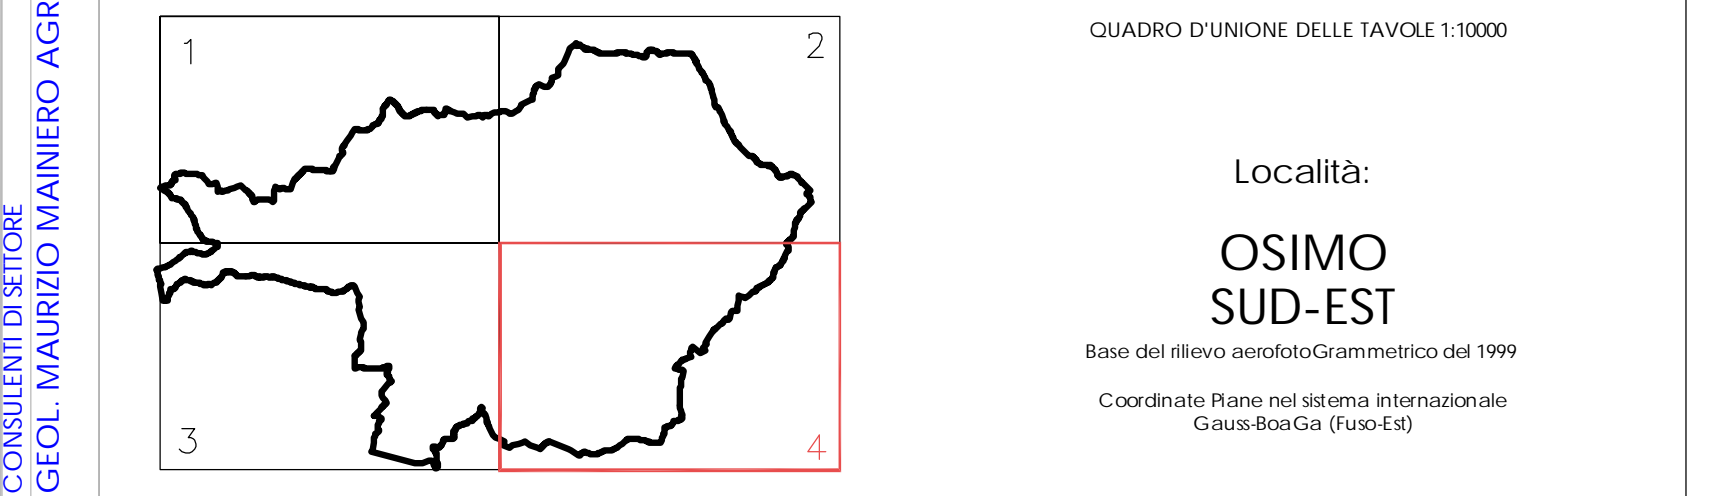 CONSULENTI DI SETTORE
GEOL. MAURIZIO MAINIERO AGR
1
2
3
4
QUADRO D'UNIONE DELLE TAVOLE 1:10000
Località:
OSIMO
SUD-EST
Base del rilievo aerofotoGrammetrico del 1999
Coordinate Piane nel sistema internazionale
Gauss-BoaGa (Fuso-Est)